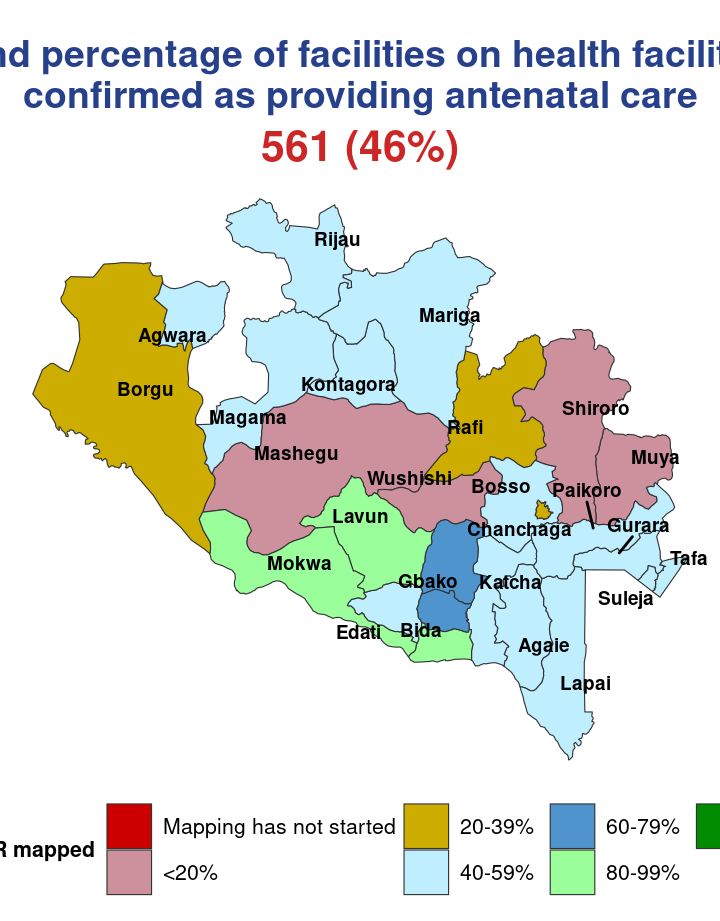 percentage of facilities on health
confirmed as providing antenatal care
561 (46%)
Rijau
Mariga
Agwara
Borgu
Kontagora
Magama
Shiroro
Rafi
Mashegu
Muya
Wushishi
Bosso
Paikoro
Lavun
Gurara
Chanchaga
Tafa
Mokwa
Gbako
Katcha
Suleja
Edati
Bida
Agaie
Lapai
mapped
Mapping has not started
20-39%
60-79%
<20%
40-59%
80-99%